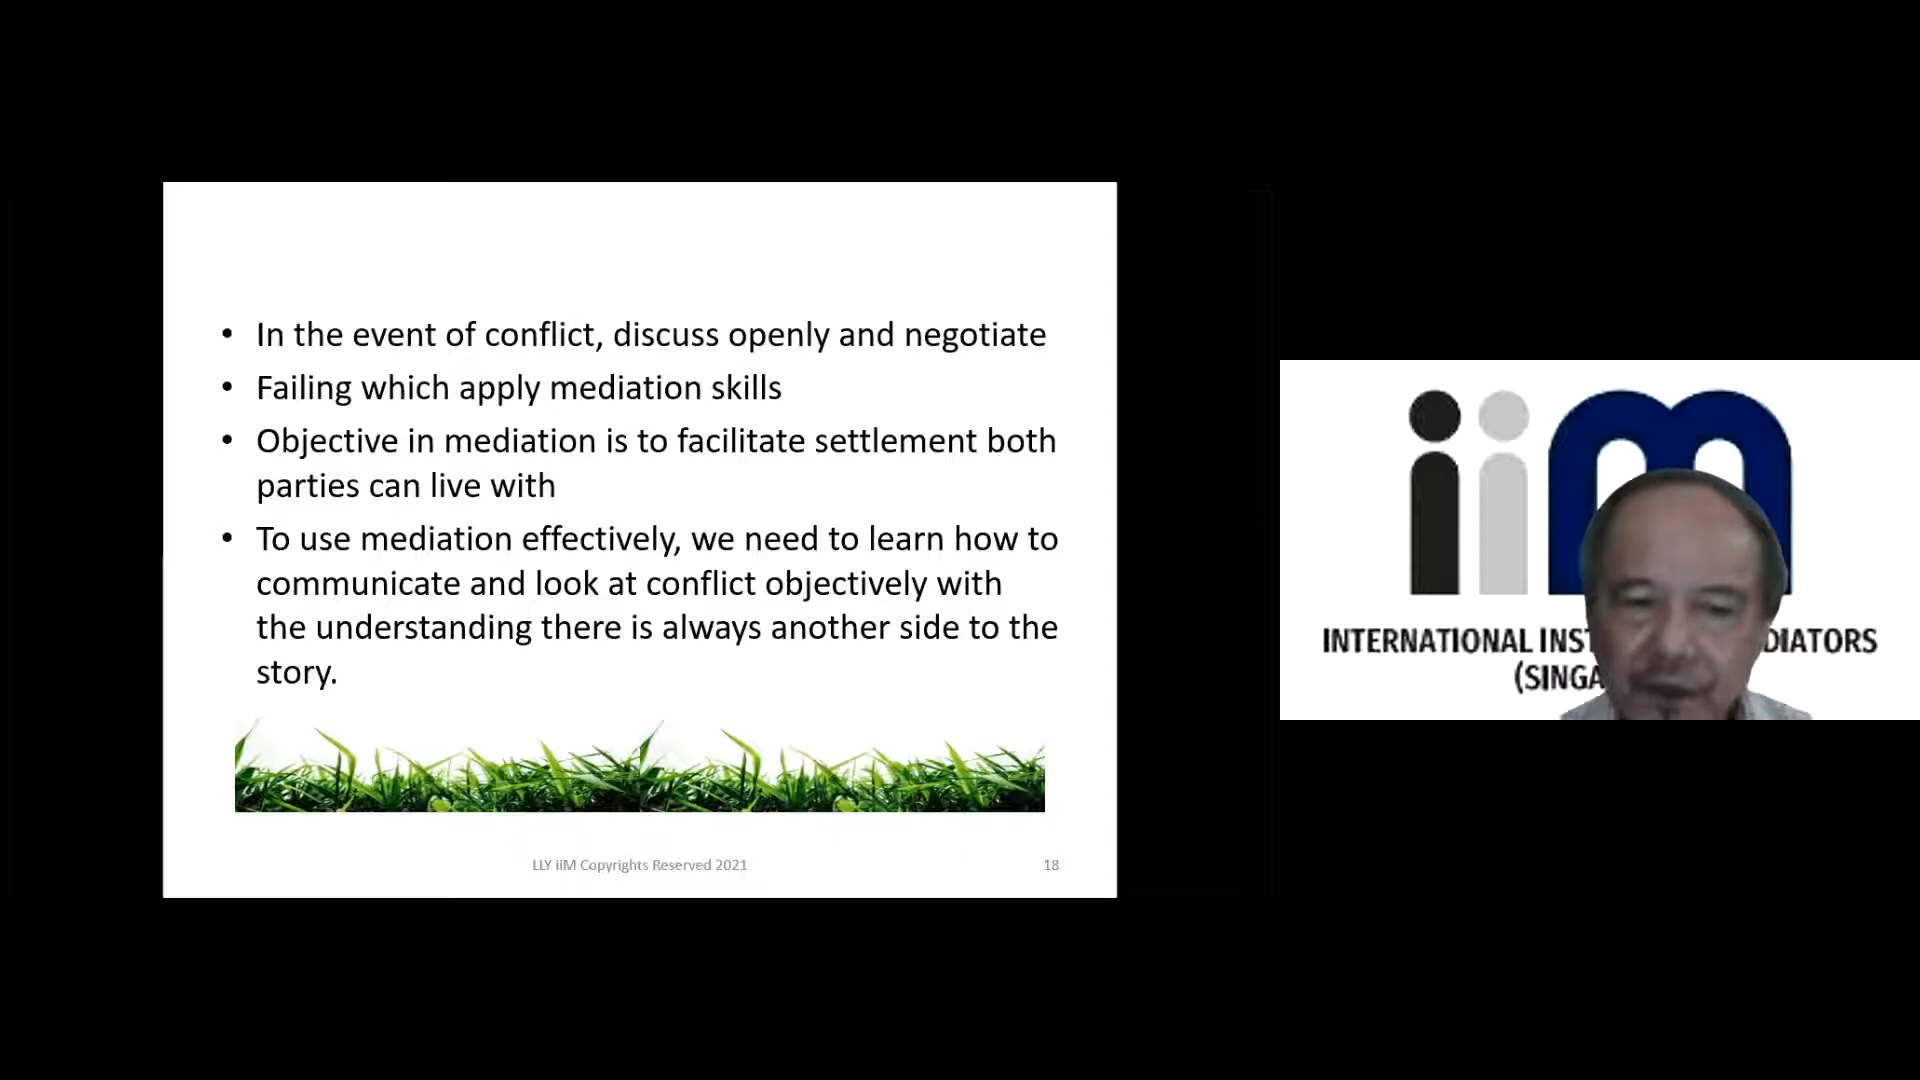 • In the event of conflict, discuss openly and negotiate
• Failing which apply mediation skills
• Objective in mediation is to facilitate settlement both
parties can live with
• To use mediation effectively, we need to learn how to
communicate and look at conflict objectively with
the understanding there is always another side to the
story.
LLY iiM Copyrights Reserved 2021
18
iim
INTERNATIONAL